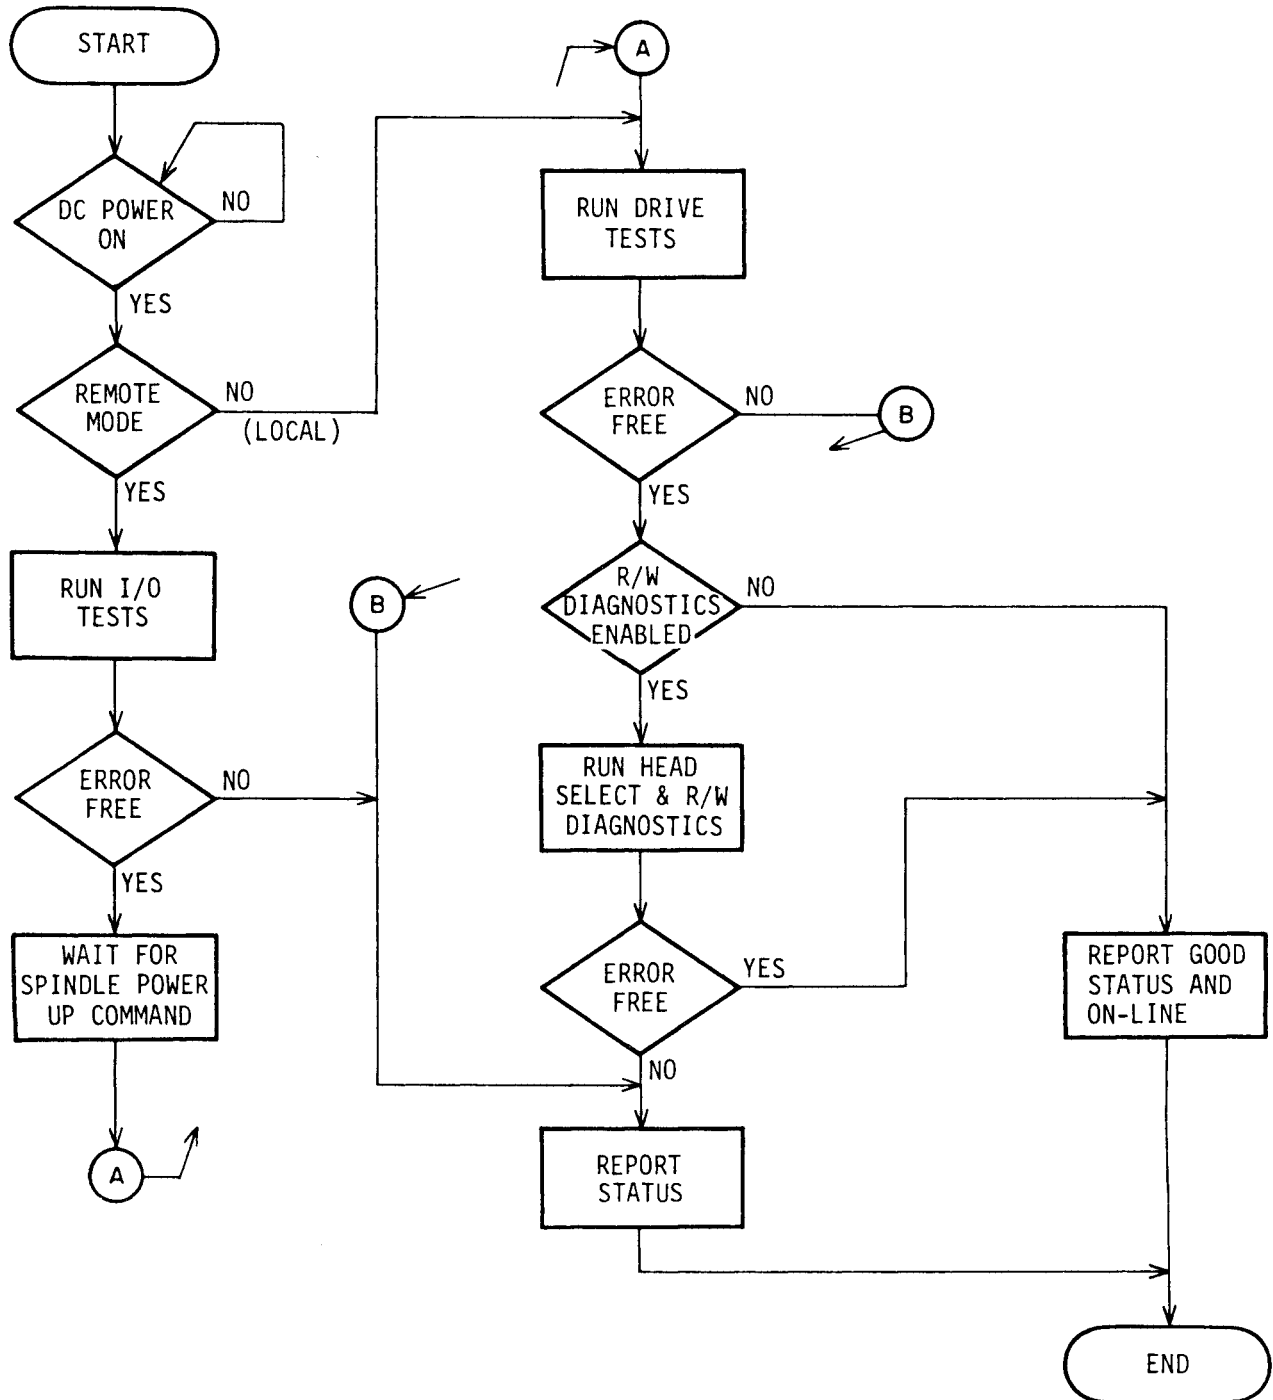 START
DC POWER
ON
NO
YES
REMOTE
MODE
NO
(LOCAL)
YES
RUN I/O
TESTS
ERROR
FREE
NO
YES
WAIT FOR
SPINDLE POWER
UP COMMAND
A
B
A
RUN DRIVE
TESTS
ERROR
FREE
NO
B
YES
R/W
DIAGNOSTICS
ENABLED
NO
YES
RUN HEAD
SELECT & R/W
DIAGNOSTICS
ERROR
FREE
YES
NO
REPORT
STATUS
REPORT GOOD
STATUS AND
ON-LINE
END